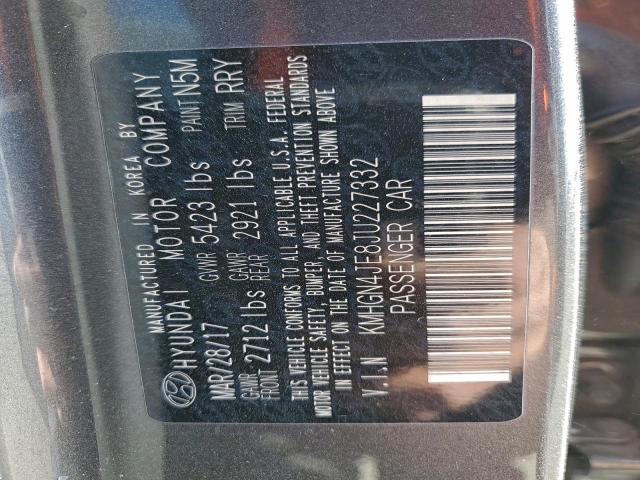 MANUFACTURED IN KOREA BY
HYUNDAI MOTOR COMPANY
MAR/28/17 GVWR 5423 lbs PAINT N5M
GAWR FRONT 2712 lbs GAWR REAR 2921 lbs TRIM RRY
THIS VEHICLE CONFORMS TO ALL APPLICABLE U.S.A. FEDERAL
MOTOR VEHICLE SAFETY, BUMPER, AND THEFT PREVENTION STANDARDS
IN EFFECT ON THE DATE OF MANUFACTURE SHOWN ABOVE
V.I.N KMHGN4JE8JU227332
PASSENGER CAR